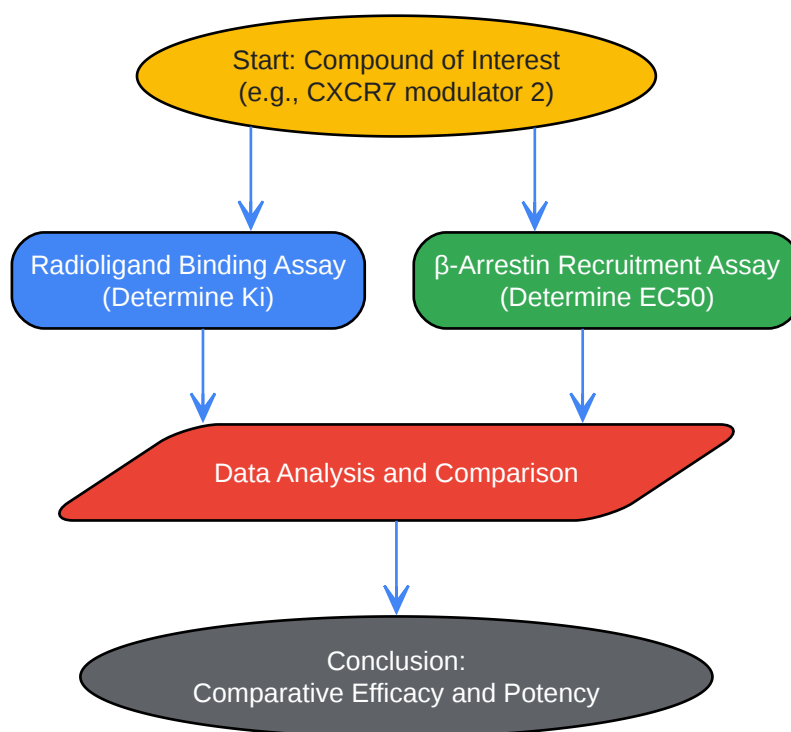 Start: Compound of Interest
(e.g., CXCR7 modulator 2)
Radioligand Binding Assay
(Determine Ki)
β-Arrestin Recruitment Assay
(Determine EC50)
Data Analysis and Comparison
Conclusion:
Comparative Efficacy and Potency